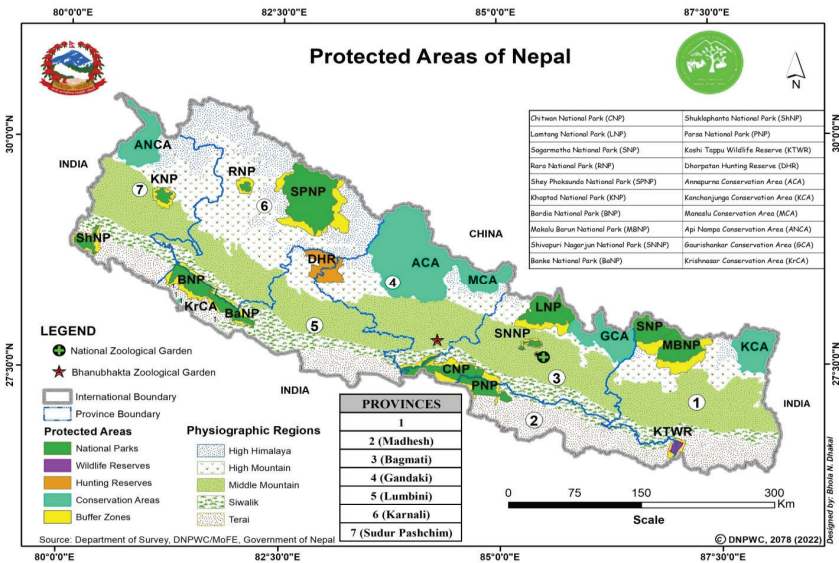 80°0'0"E 82°30'0"E 85°0'0"E 87°30'0"E
Protected Areas of Nepal
N
30°0'0"N
30°0'0"N
27°30'0"N
27°30'0"N
Chitwan National Park (CNP) Shuklaphanta National Park (ShNP)
Lamtang National Park (LNP) Parsa National Park (PNP)
Sagarmatha National Park (SNP) Koshi Tappu Wildlife Reserve (KTWR)
Rara National Park (RNP) Dhorpatan Hunting Reserve (DHR)
Shey Phoksundo National Park (SPNP) Annapurna Conservation Area (ACA)
Khaptad National Park (KNP) Kanchanjunga Conservation Area (KCA)
Bardia National Park (BNP) Manaslu Conservation Area (MCA)
Makalu Barun National Park (MBNP) Api Nampa Conservation Area (ANCA)
Shivapuri Nagarjun National Park (SNNP) Gaurishankar Conservation Area (GCA)
Banke National Park (BaNP) Krishnasar Conservation Area (KrCA)
ANCA
INDIA
KNP
RNP
7
SPNP
6
ShNP
CHINA
DHR
ACA
4
MCA
BNP
KrCA
BaNP
5
LNP
SNNP
GCA
SNP
MBNP
KCA
CNP
PNP
3
2
1
KTWR
INDIA
INDIA
LEGEND
National Zoological Garden
Bhanubhakta Zoological Garden
International Boundary
Province Boundary
Protected Areas
National Parks
Wildlife Reserves
Hunting Reserves
Conservation Areas
Buffer Zones
Physiographic Regions
High Himalaya
High Mountain
Middle Mountain
Siwalik
Terai
PROVINCES
1
2 (Madhesh)
3 (Bagmati)
4 (Gandaki)
5 (Lumbini)
6 (Karnali)
7 (Sudur Pashchim)
0 75 150 300
Km
Scale
Source: Department of Survey, DNPWC/MoFE, Government of Nepal
© DNPWC, 2078 (2022)
Designed by: Bhola N. Dhakal
80°0'0"E 82°30'0"E 85°0'0"E 87°30'0"E